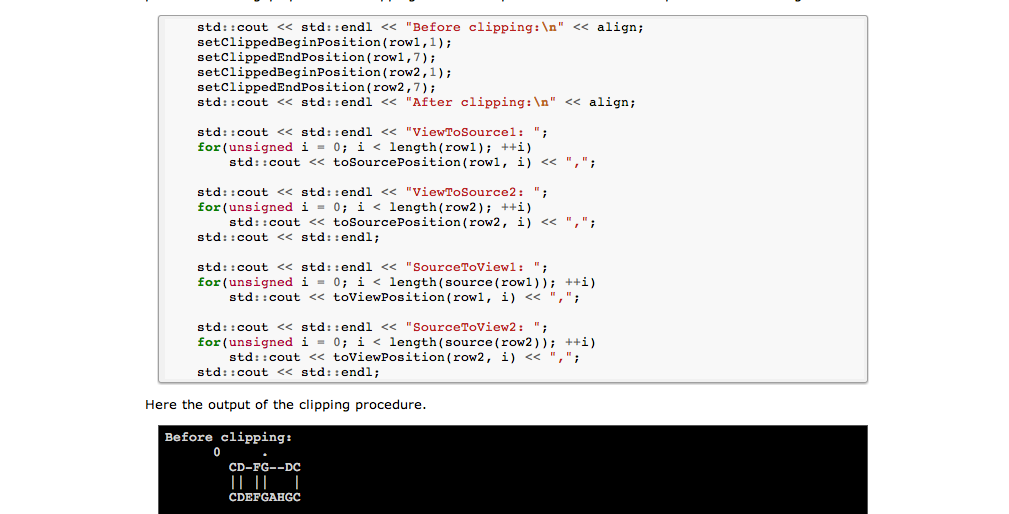 std::cout << std::endl << "Before clipping:\n" << align;
setClippedBeginPosition(row1,1);
setClippedEndPosition(row1,7);
setClippedBeginPosition(row2,1);
setClippedEndPosition(row2,7);
std::cout << std::endl << "After clipping:\n" << align;

std::cout << std::endl << "ViewToSource1: ";
for(unsigned i = 0; i < length(row1); ++i)
    std::cout << toSourcePosition(row1, i) << ",";

std::cout << std::endl << "ViewToSource2: ";
for(unsigned i = 0; i < length(row2); ++i)
    std::cout << toSourcePosition(row2, i) << ",";
std::cout << std::endl;

std::cout << std::endl << "SourceToView1: ";
for(unsigned i = 0; i < length(source(row1)); ++i)
    std::cout << toViewPosition(row1, i) << ",";

std::cout << std::endl << "SourceToView2: ";
for(unsigned i = 0; i < length(source(row2)); ++i)
    std::cout << toViewPosition(row2, i) << ",";
std::cout << std::endl;
Here the output of the clipping procedure.
Before clipping:
      0     .
        CD-FG--DC
        || ||   |
        CDEFGAHGC